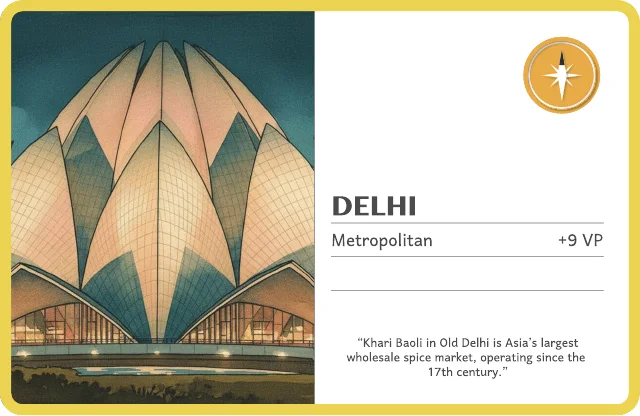 DELHI
Metropolitan +9 VP
“Khari Baoli in Old Delhi is Asia’s largest
wholesale spice market, operating since the
17th century.”